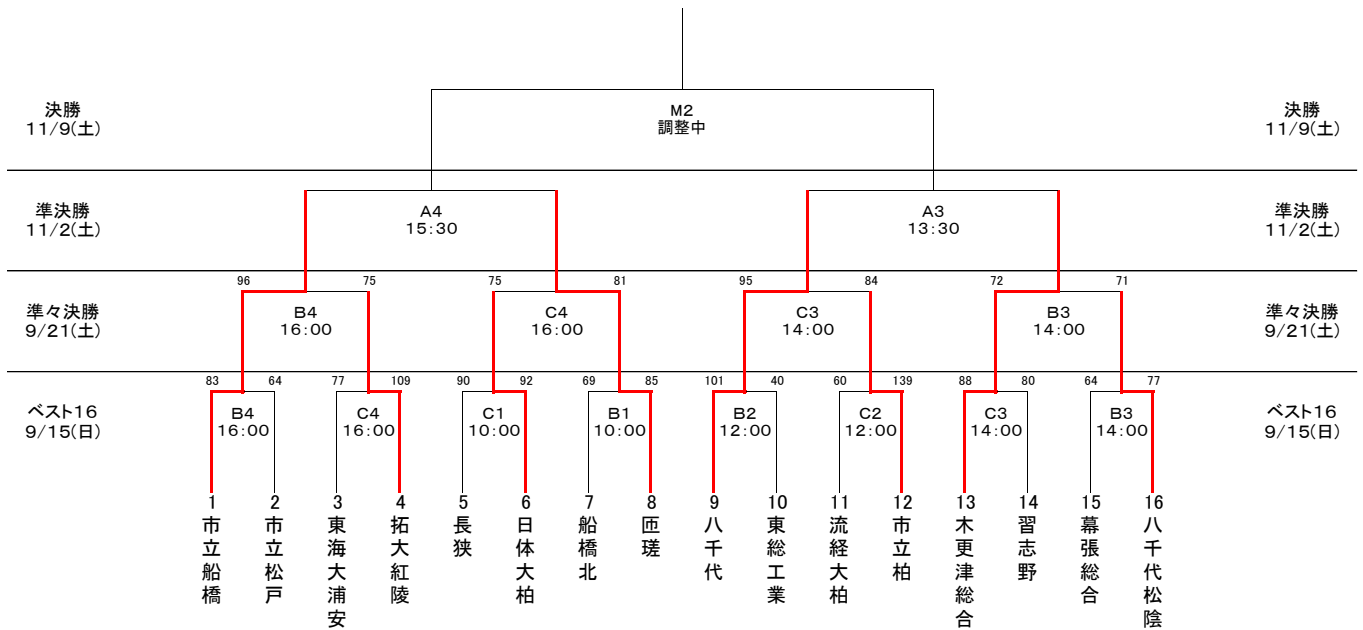 決勝
11/9(土)
M2
調整中
決勝
11/9(土)
準決勝
11/2(土)
A4
15:30
A3
13:30
準決勝
11/2(土)
96 75 75 81 95 84 72 71
準々決勝
9/21(土)
B4
16:00
C4
16:00
C3
14:00
B3
14:00
準々決勝
9/21(土)
83 64 77 109 90 92 69 85 101 40 60 139 88 80 64 77
ベスト16
9/15(日)
B4
16:00
C4
16:00
C1
10:00
B1
10:00
B2
12:00
C2
12:00
C3
14:00
B3
14:00
ベスト16
9/15(日)
1
市立船橋
2
市立松戸
3
東海大浦安
4
拓大紅陵
5
長狭
6
日体大柏
7
船橋北
8
匝瑳
9
八千代
10
東総工業
11
流経大柏
12
市立柏
13
木更津総合
14
習志野
15
幕張総合
16
八千代松陰